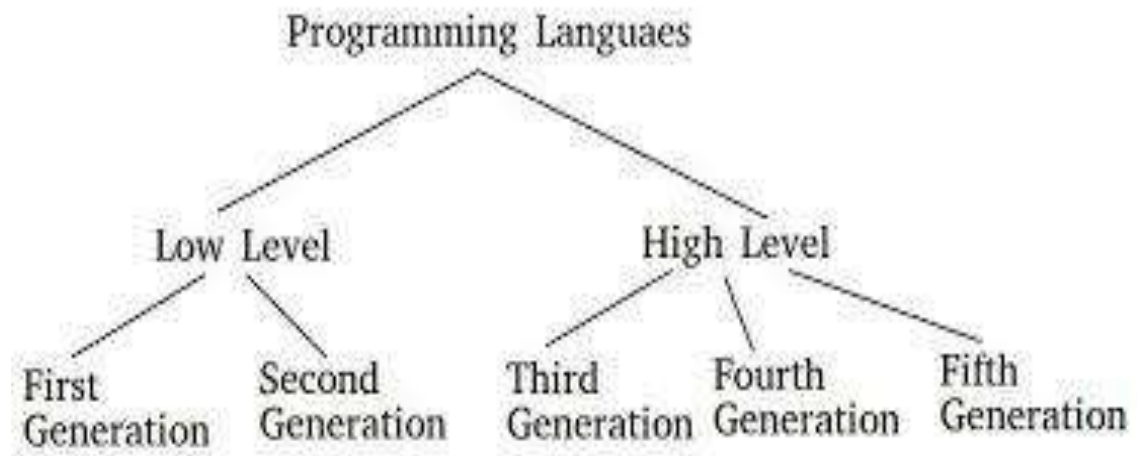 Programming Languaes
Low Level
High Level
First
Generation
Second
Generation
Third
Generation
Fourth
Generation
Fifth
Generation